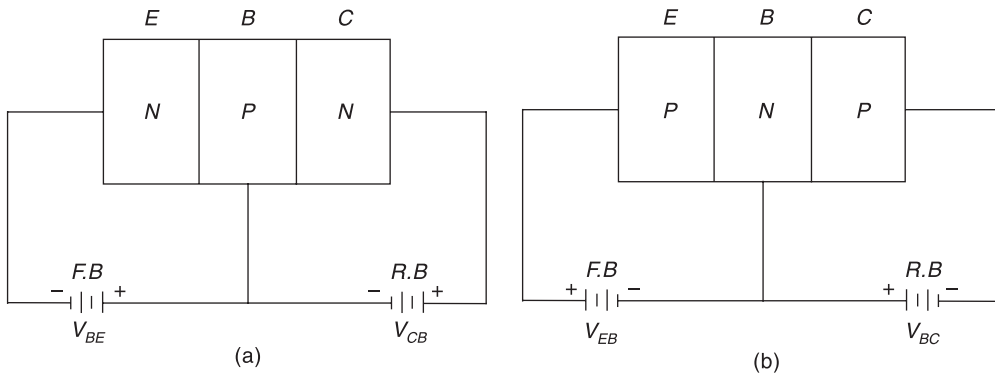 E B C
N P N
F.B R.B
– + – +
V_BE V_CB
(a)
E B C
P N P
F.B R.B
+ – + –
V_EB V_BC
(b)